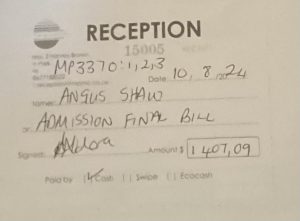 RECEPTION
15005
MP3370:1,2,3
Date 10, 8, 2024
Name: ANGUS SHAW
ADMISSION FINAL BILL
Signed: Amount $ 1407,09
Paid by (✓) Cash ( ) Swipe ( ) Ecocash